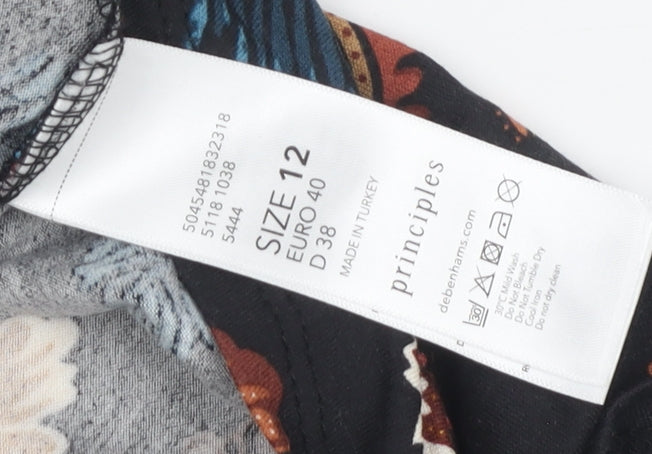 5045481832318
5118 1038
5444
SIZE 12
EURO 40
D 38
MADE IN TURKEY
principles
debenhams.com
30
30°C Mild Wash
Do Not Bleach
Do Not Tumble Dry
Cool Iron
Do not dry clean